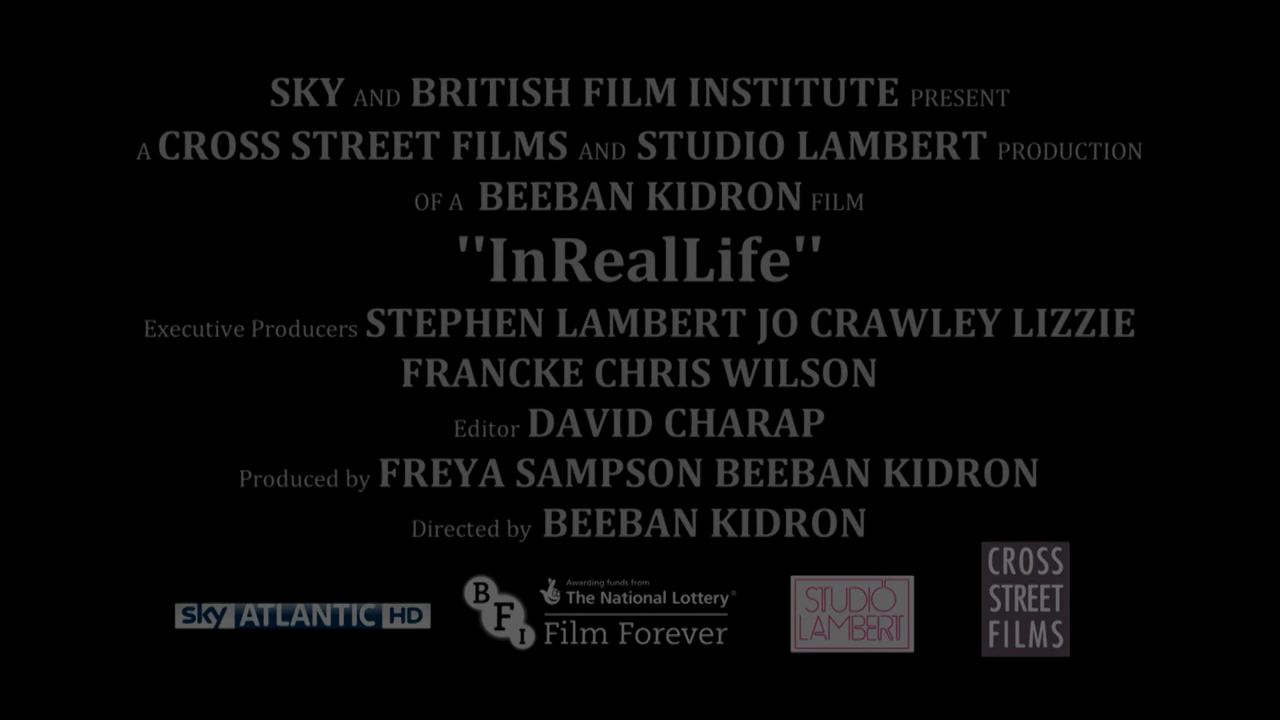 SKY AND BRITISH FILM INSTITUTE PRESENT
A CROSS STREET FILMS AND STUDIO LAMBERT PRODUCTION
OF A BEEBAN KIDRON FILM
"InRealLife"
Executive Producers STEPHEN LAMBERT JO CRAWLEY LIZZIE
FRANCKE CHRIS WILSON
Editor DAVID CHARAP
Produced by FREYA SAMPSON BEEBAN KIDRON
Directed by BEEBAN KIDRON
sky ATLANTIC HD
BFI
Awarding funds from
The National Lottery®
Film Forever
STUDIO
LAMBERT
CROSS
STREET
FILMS